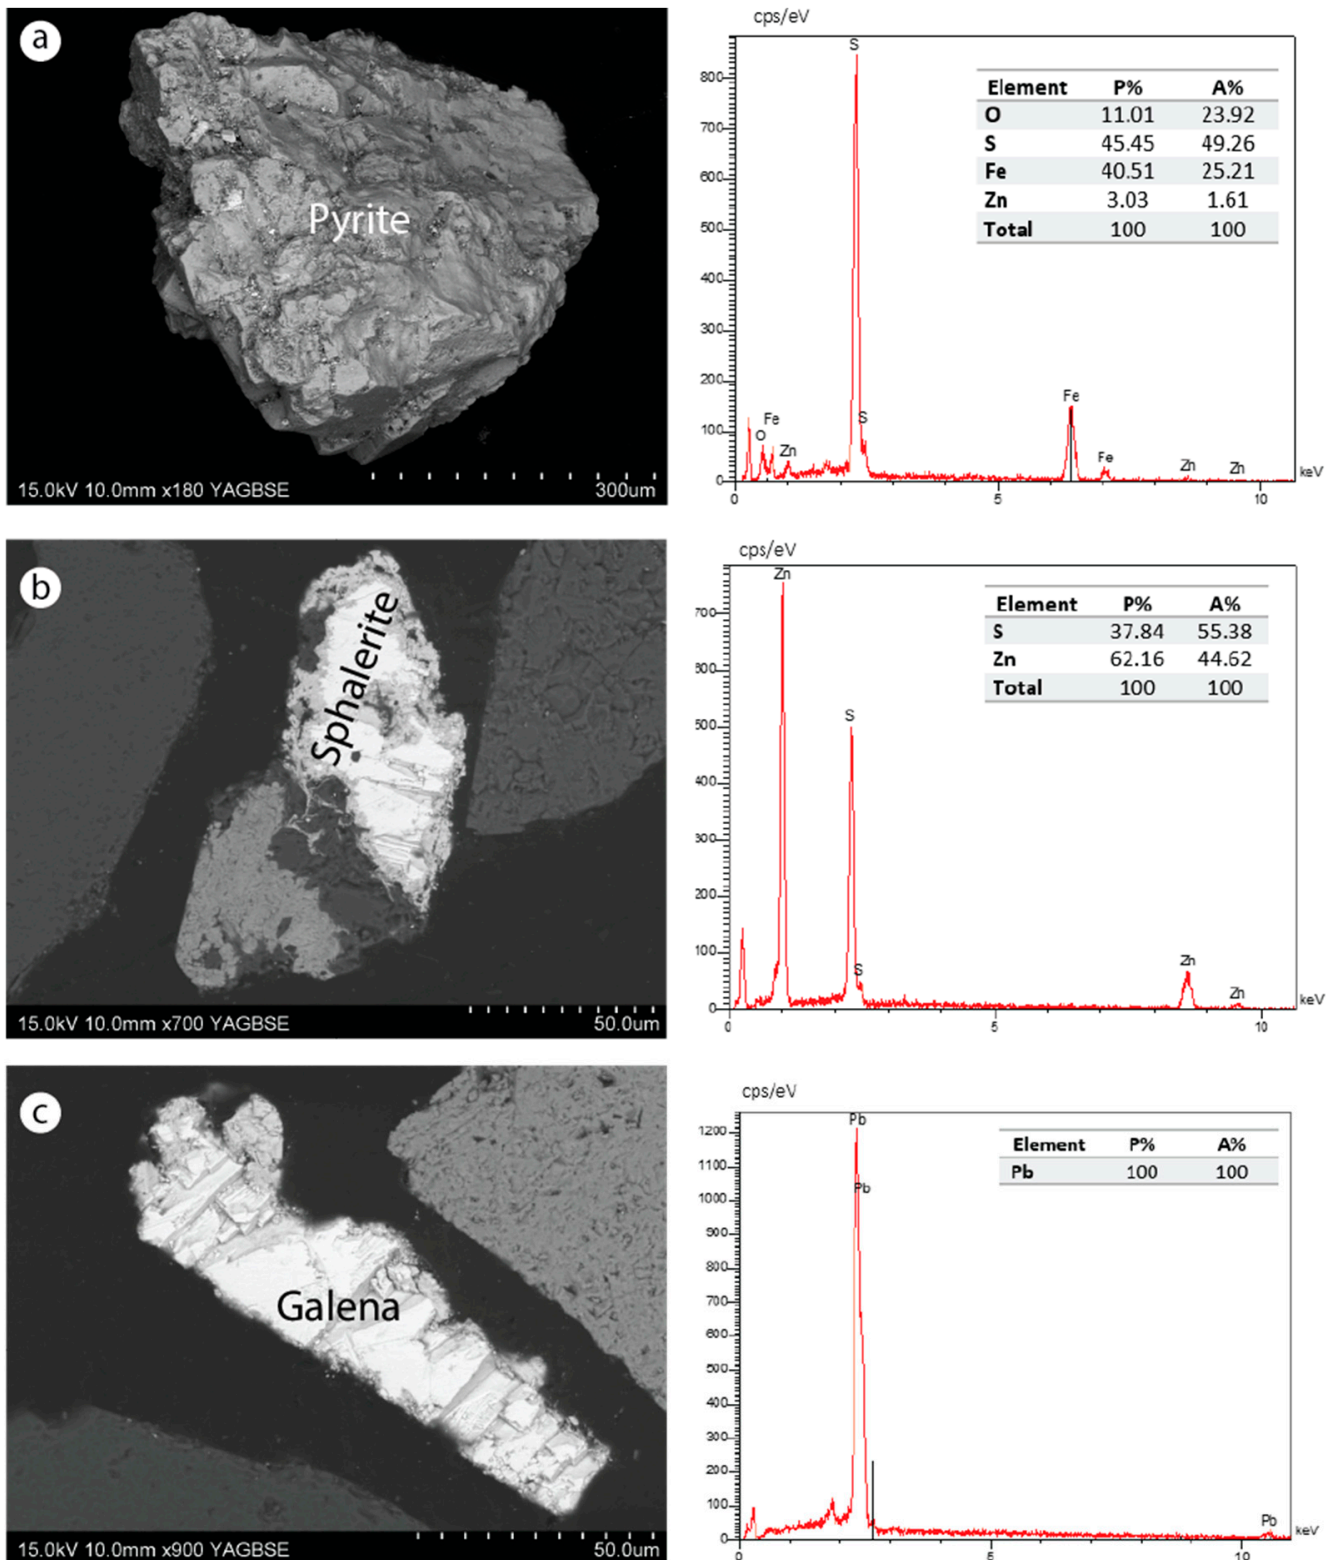 a
Pyrite
15.0kV 10.0mm x180 YAGBSE
300um
cps/eV
800
700
600
500
400
300
200
100
0
0
5
10
keV
S
S
O
Fe
Zn
Fe
Fe
Zn
Zn
Element P% A%
O 11.01 23.92
S 45.45 49.26
Fe 40.51 25.21
Zn 3.03 1.61
Total 100 100
b
Sphalerite
15.0kV 10.0mm x700 YAGBSE
50.0um
cps/eV
700
600
500
400
300
200
100
0
0
5
10
keV
Zn
S
S
Zn
Zn
Element P% A%
S 37.84 55.38
Zn 62.16 44.62
Total 100 100
c
Galena
15.0kV 10.0mm x900 YAGBSE
50.0um
cps/eV
1200
1100
1000
900
800
700
600
500
400
300
200
100
0
0
5
10
keV
Pb
Pb
Pb
Element P% A%
Pb 100 100